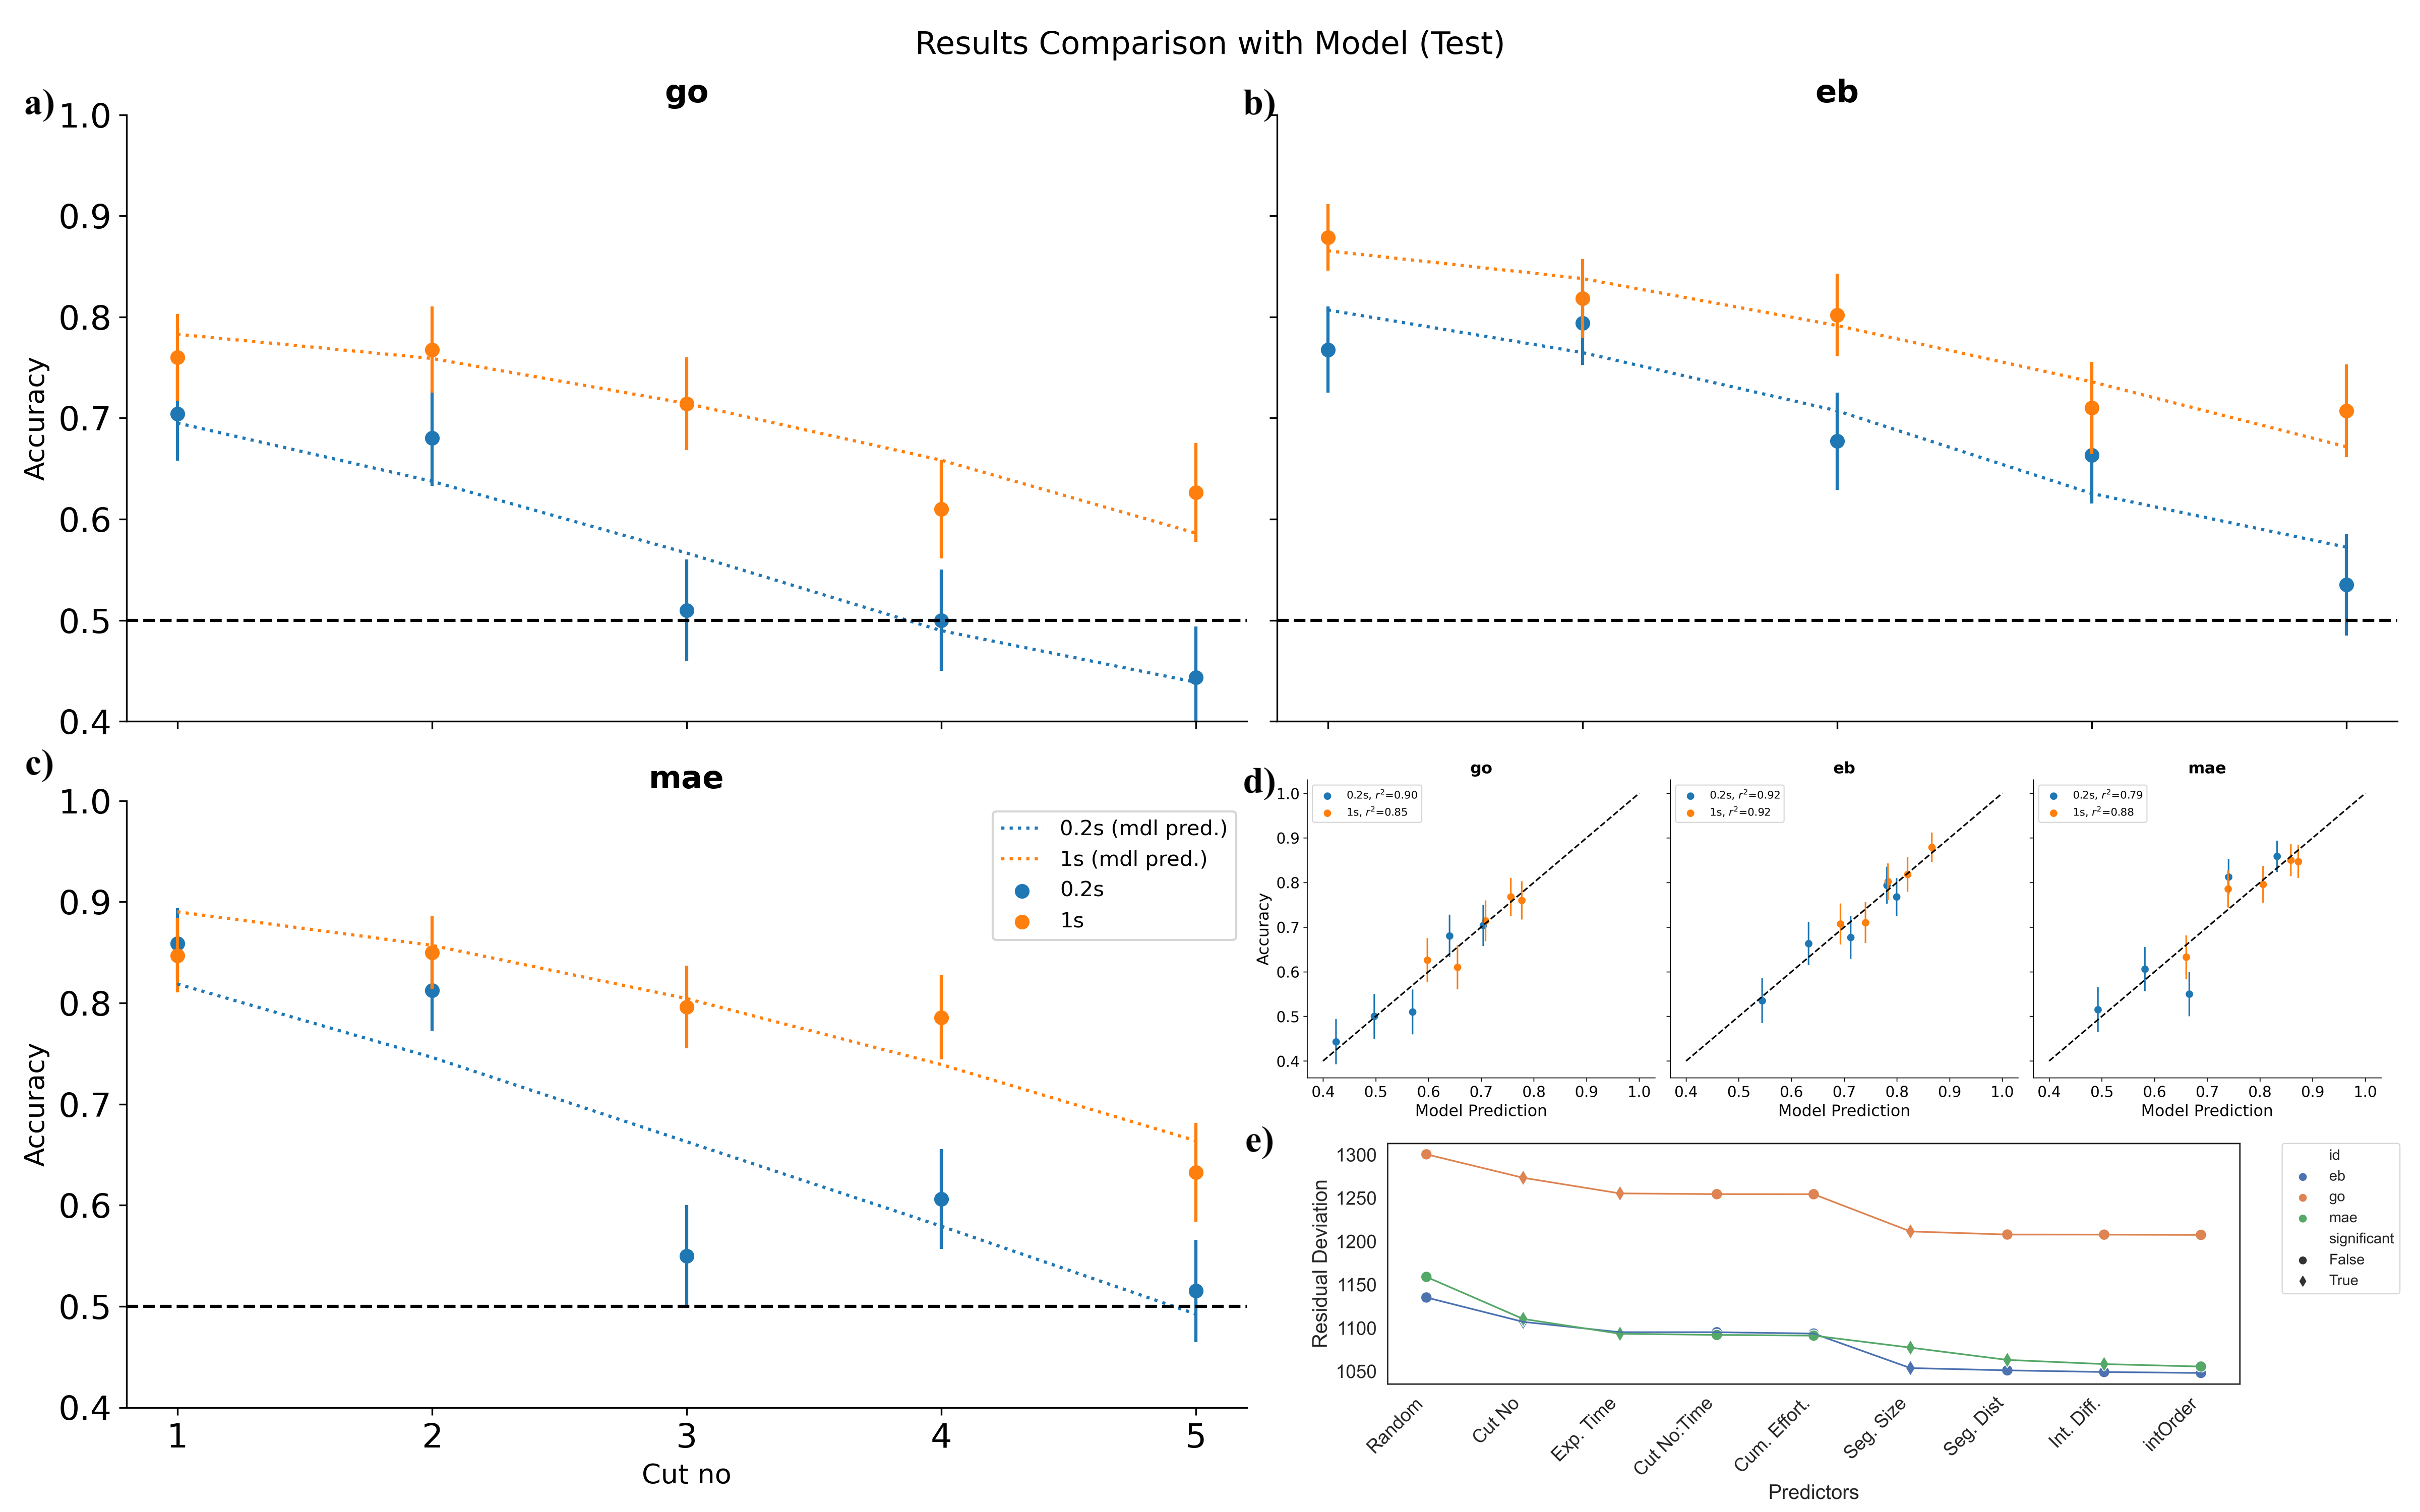 Results Comparison with Model (Test)
a)
go
1.0
0.9
0.8
0.7
0.6
0.5
0.4
Accuracy
b)
eb
c)
mae
1.0
0.9
0.8
0.7
0.6
0.5
0.4
Accuracy
0.2s (mdl pred.)
1s (mdl pred.)
0.2s
1s
1 2 3 4 5
Cut no
d)
go
0.2s, r²=0.90
1s, r²=0.85
1.0
0.9
0.8
0.7
0.6
0.5
0.4
Accuracy
0.4 0.5 0.6 0.7 0.8 0.9 1.0
Model Prediction
eb
0.2s, r²=0.92
1s, r²=0.92
0.4 0.5 0.6 0.7 0.8 0.9 1.0
Model Prediction
mae
0.2s, r²=0.79
1s, r²=0.88
0.4 0.5 0.6 0.7 0.8 0.9 1.0
Model Prediction
e)
1300
1250
1200
1150
1100
1050
Residual Deviation
Random
Cut No
Exp. Time
Cut No:Time
Cum. Effort.
Seg. Size
Seg. Dist
Int. Diff.
intOrder
Predictors
id
eb
go
mae
significant
False
True